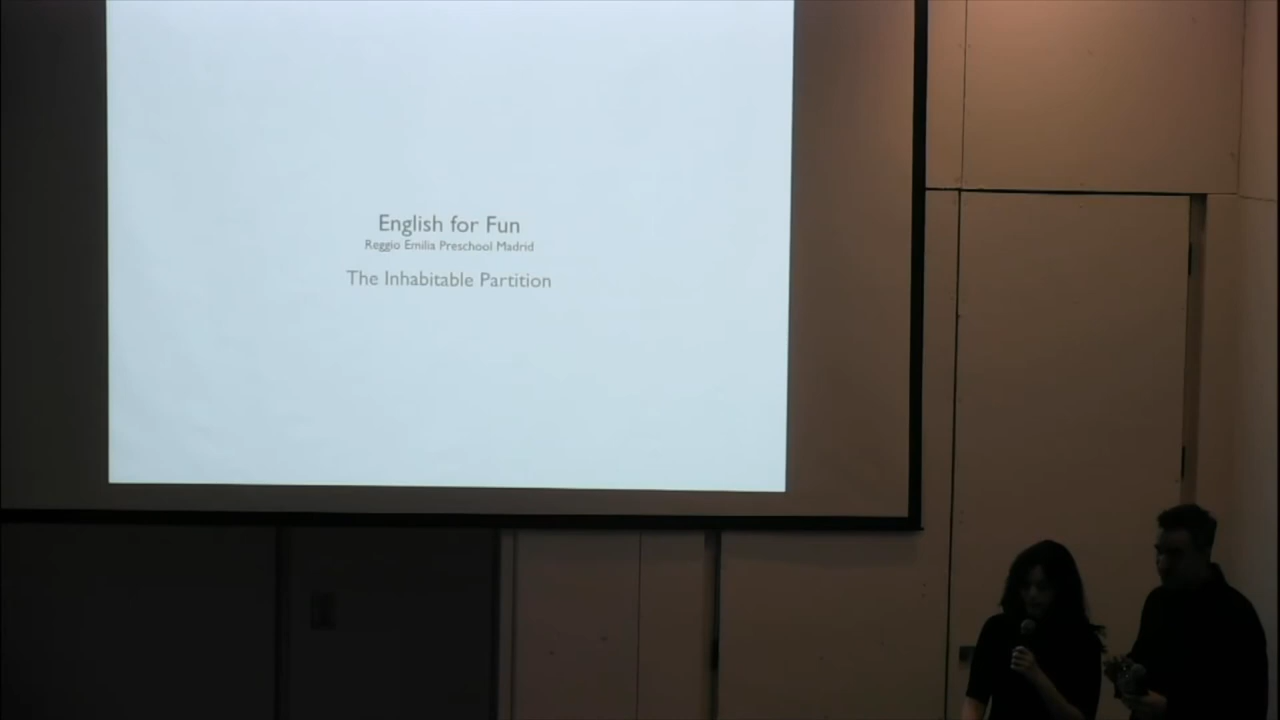 English for Fun
Reggio Emilia Preschool Madrid
The Inhabitable Partition